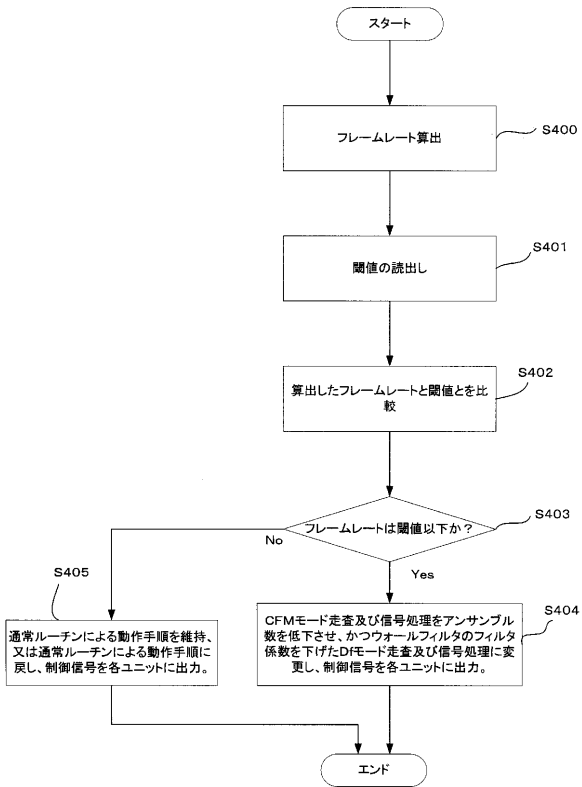 スタート
フレームレート算出
S400
閾値の読出し
S401
算出したフレームレートと閾値とを比
較
S402
フレームレートは閾値以下か?
S403
No
Yes
S405
通常ルーチンによる動作手順を維持、
又は通常ルーチンによる動作手順に
戻し、制御信号を各ユニットに出力。
CFMモード走査及び信号処理をアンサンブル
数を低下させ、かつウォールフィルタのフィルタ
係数を下げたDfモード走査及び信号処理に変
更し、制御信号を各ユニットに出力。
S404
エンド